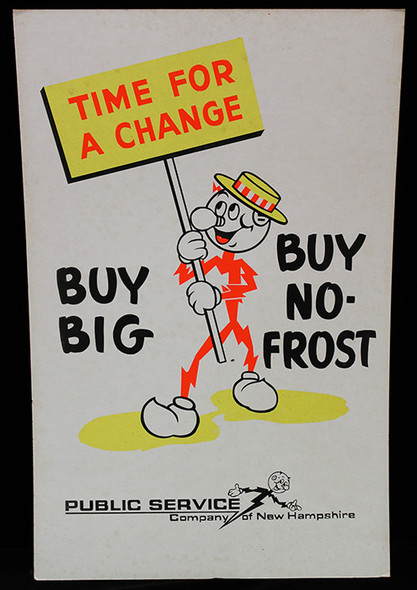 TIME FOR
A CHANGE
BUY
BIG
BUY
NO-
FROST
PUBLIC SERVICE
Company of New Hampshire